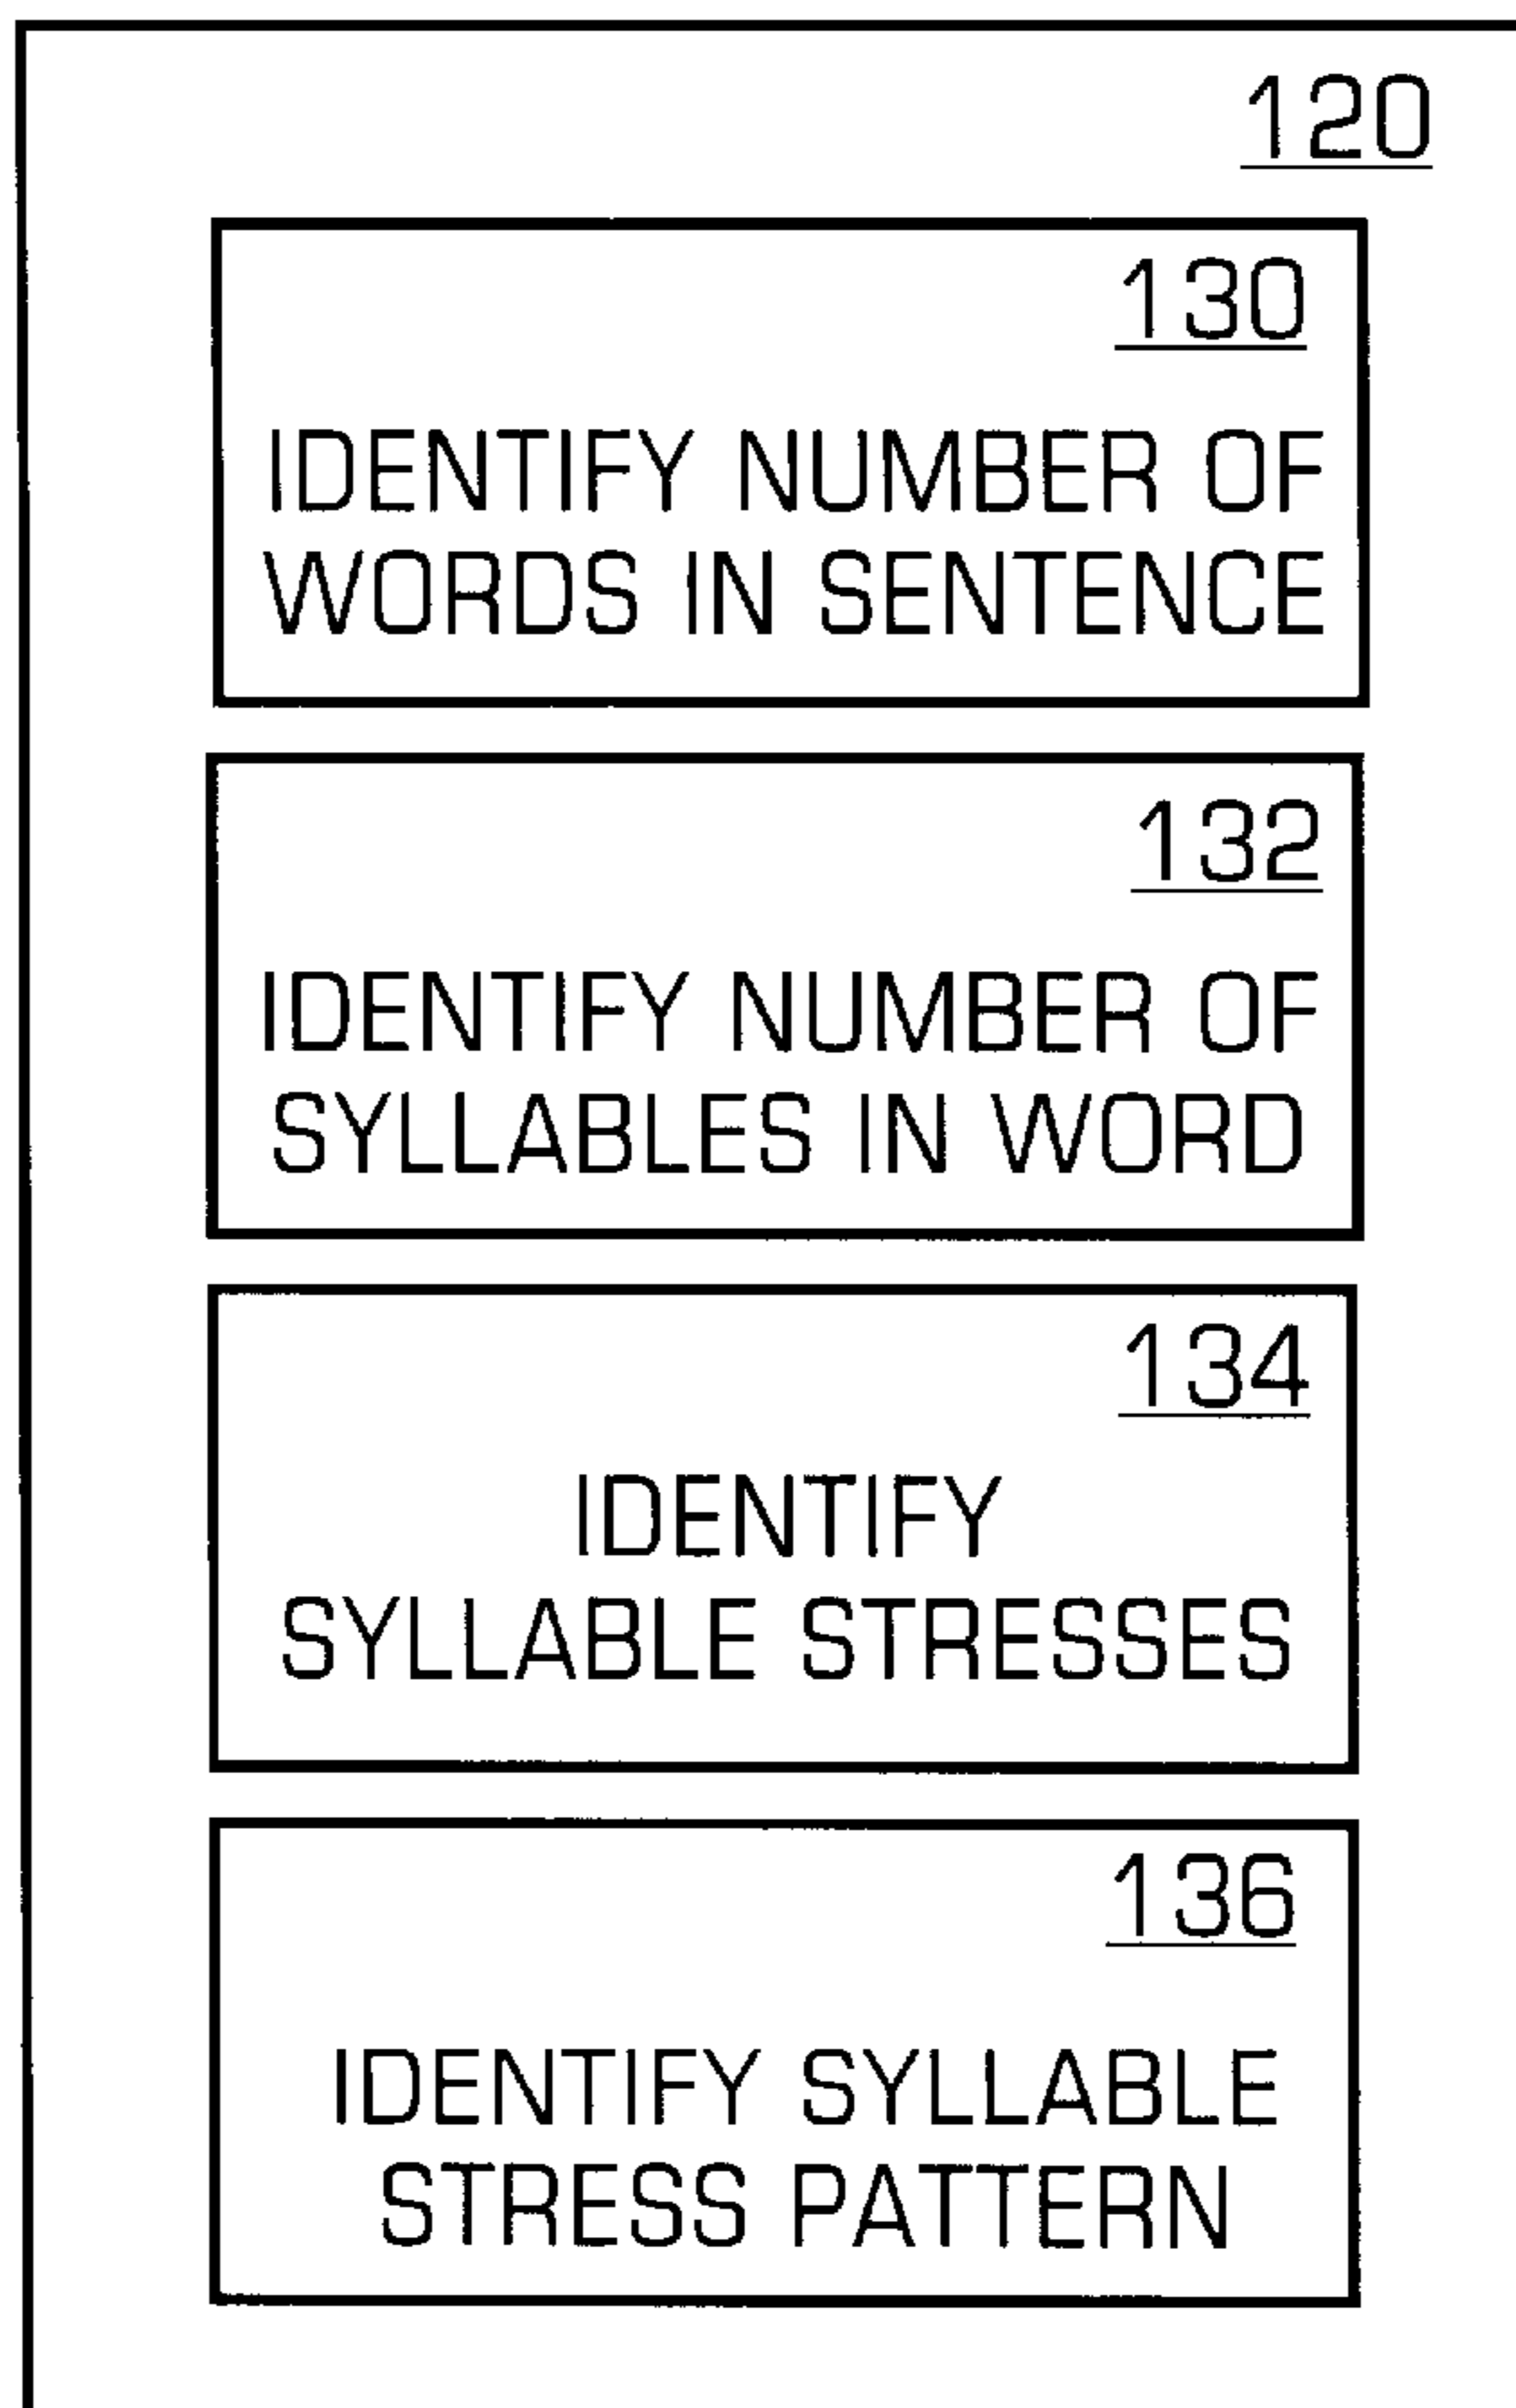 120
130
IDENTIFY NUMBER OF
WORDS IN SENTENCE
132
IDENTIFY NUMBER OF
SYLLABLES IN WORD
134
IDENTIFY
SYLLABLE STRESSES
136
IDENTIFY SYLLABLE
STRESS PATTERN